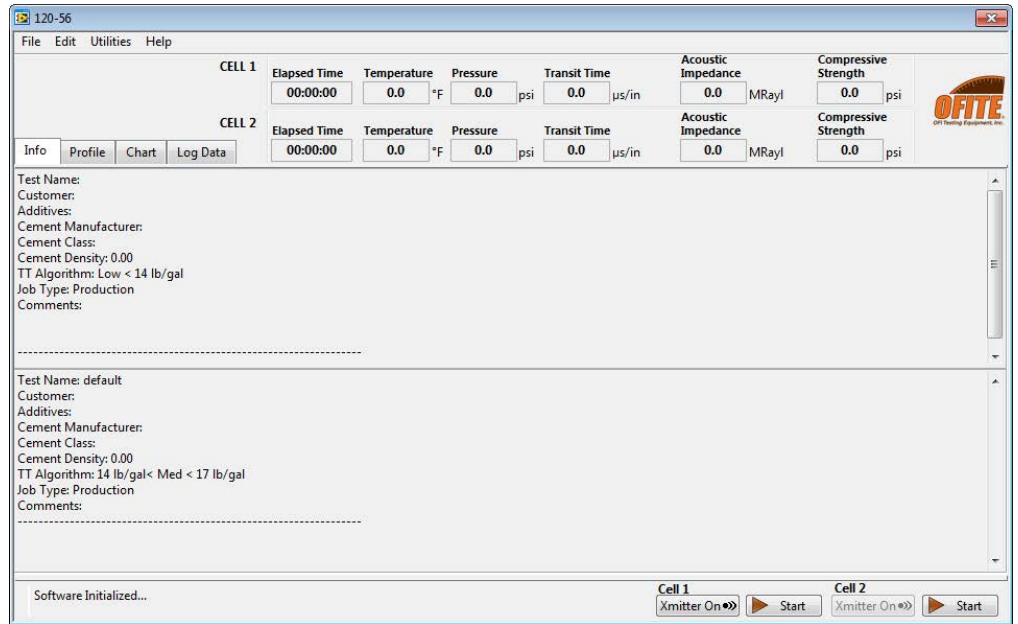 120-56
File Edit Utilities Help
CELL 1
Elapsed Time Temperature Pressure Transit Time Acoustic Impedance Compressive Strength
00:00:00 0.0 °F 0.0 psi 0.0 µs/in 0.0 MRayl 0.0 psi
OFITE.
OFI Testing Equipment, Inc.
CELL 2
Elapsed Time Temperature Pressure Transit Time Acoustic Impedance Compressive Strength
00:00:00 0.0 °F 0.0 psi 0.0 µs/in 0.0 MRayl 0.0 psi
Info Profile Chart Log Data
Test Name:
Customer:
Additives:
Cement Manufacturer:
Cement Class:
Cement Density: 0.00
TT Algorithm: Low < 14 lb/gal
Job Type: Production
Comments:
------------------------------------------------------------------
Test Name: default
Customer:
Additives:
Cement Manufacturer:
Cement Class:
Cement Density: 0.00
TT Algorithm: 14 lb/gal< Med < 17 lb/gal
Job Type: Production
Comments:
------------------------------------------------------------------
Software Initialized...
Cell 1 Cell 2
Xmitter On Start Xmitter On Start